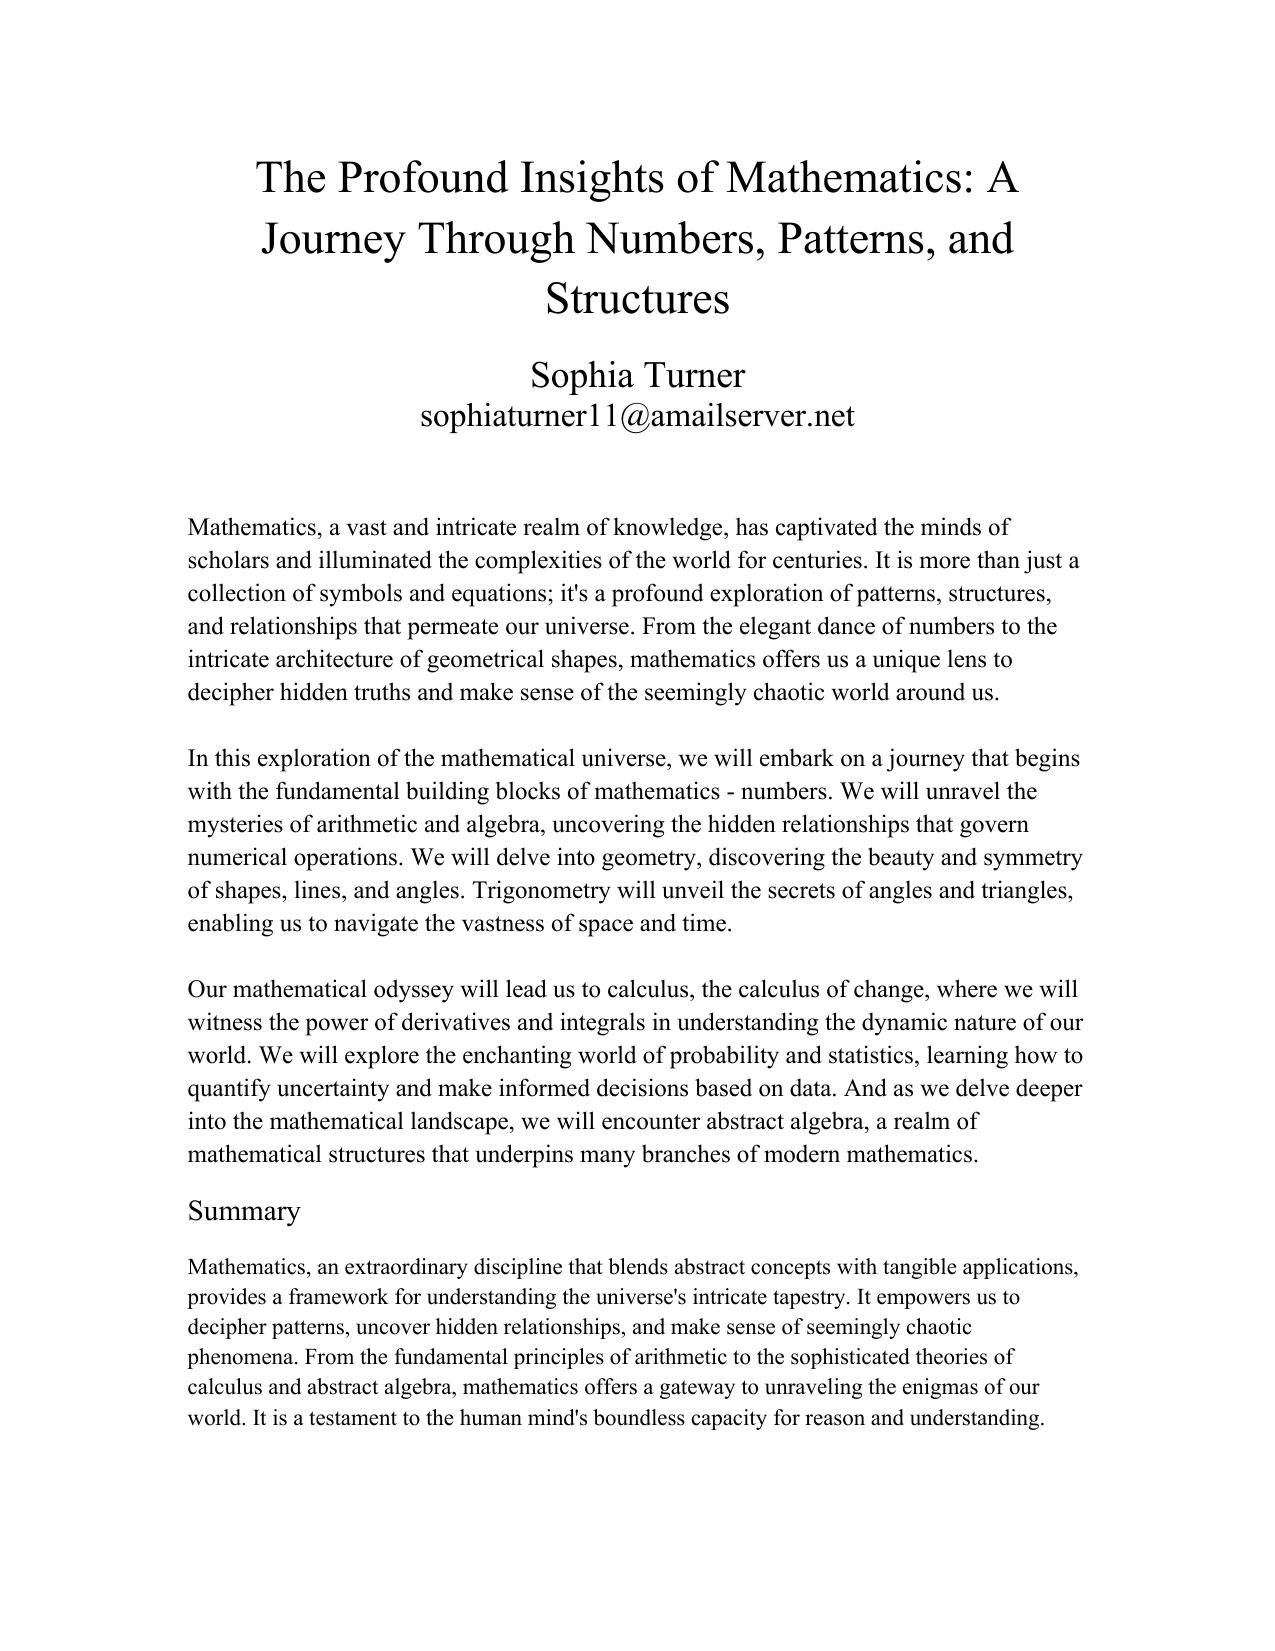 The Profound Insights of Mathematics: A
Journey Through Numbers, Patterns, and
Structures
Sophia Turner
sophiaturner11@amailserver.net
Mathematics, a vast and intricate realm of knowledge, has captivated the minds of
scholars and illuminated the complexities of the world for centuries. It is more than just a
collection of symbols and equations; it's a profound exploration of patterns, structures,
and relationships that permeate our universe. From the elegant dance of numbers to the
intricate architecture of geometrical shapes, mathematics offers us a unique lens to
decipher hidden truths and make sense of the seemingly chaotic world around us.
In this exploration of the mathematical universe, we will embark on a journey that begins
with the fundamental building blocks of mathematics - numbers. We will unravel the
mysteries of arithmetic and algebra, uncovering the hidden relationships that govern
numerical operations. We will delve into geometry, discovering the beauty and symmetry
of shapes, lines, and angles. Trigonometry will unveil the secrets of angles and triangles,
enabling us to navigate the vastness of space and time.
Our mathematical odyssey will lead us to calculus, the calculus of change, where we will
witness the power of derivatives and integrals in understanding the dynamic nature of our
world. We will explore the enchanting world of probability and statistics, learning how to
quantify uncertainty and make informed decisions based on data. And as we delve deeper
into the mathematical landscape, we will encounter abstract algebra, a realm of
mathematical structures that underpins many branches of modern mathematics.
Summary
Mathematics, an extraordinary discipline that blends abstract concepts with tangible applications,
provides a framework for understanding the universe's intricate tapestry. It empowers us to
decipher patterns, uncover hidden relationships, and make sense of seemingly chaotic
phenomena. From the fundamental principles of arithmetic to the sophisticated theories of
calculus and abstract algebra, mathematics offers a gateway to unraveling the enigmas of our
world. It is a testament to the human mind's boundless capacity for reason and understanding.